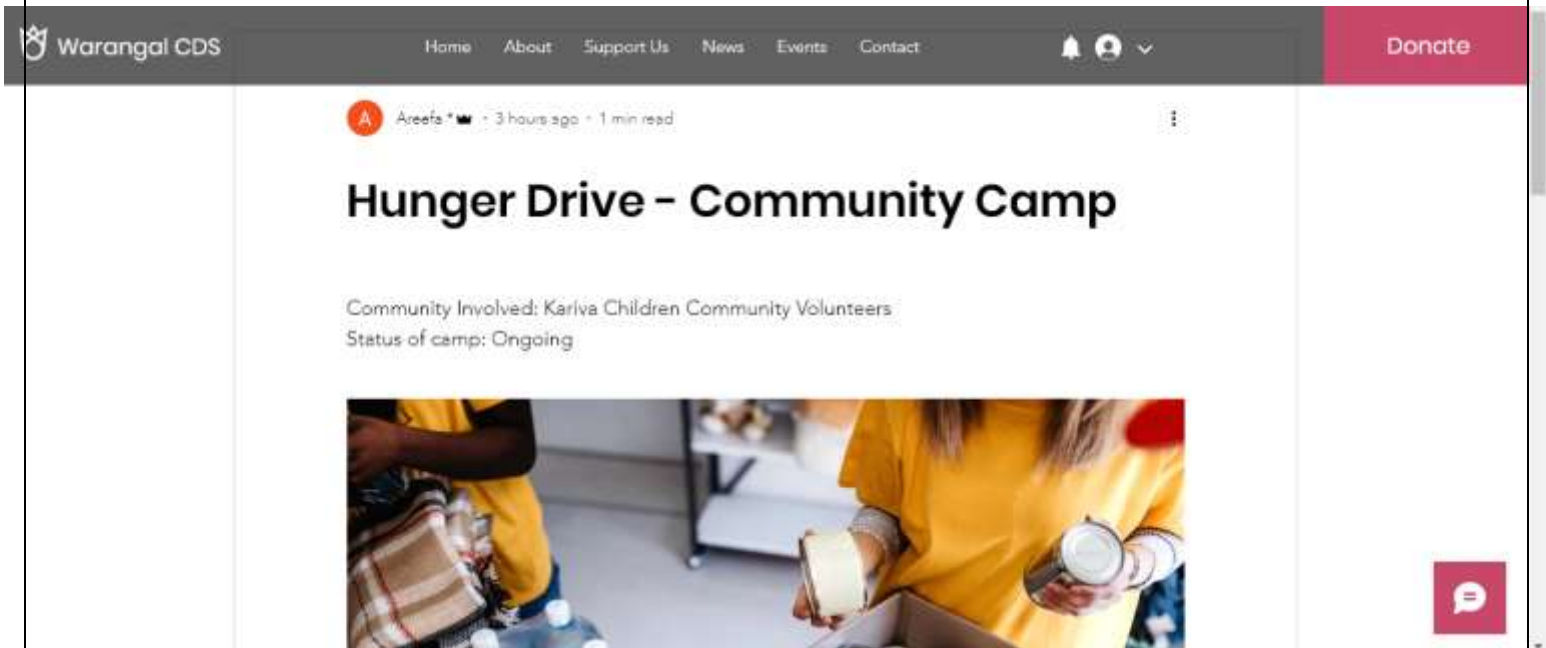 Warangal CDS
Home About Support Us News Events Contact
Donate
A Areefa * · 3 hours ago · 1 min read
Hunger Drive - Community Camp
Community Involved: Kariva Children Community Volunteers
Status of camp: Ongoing